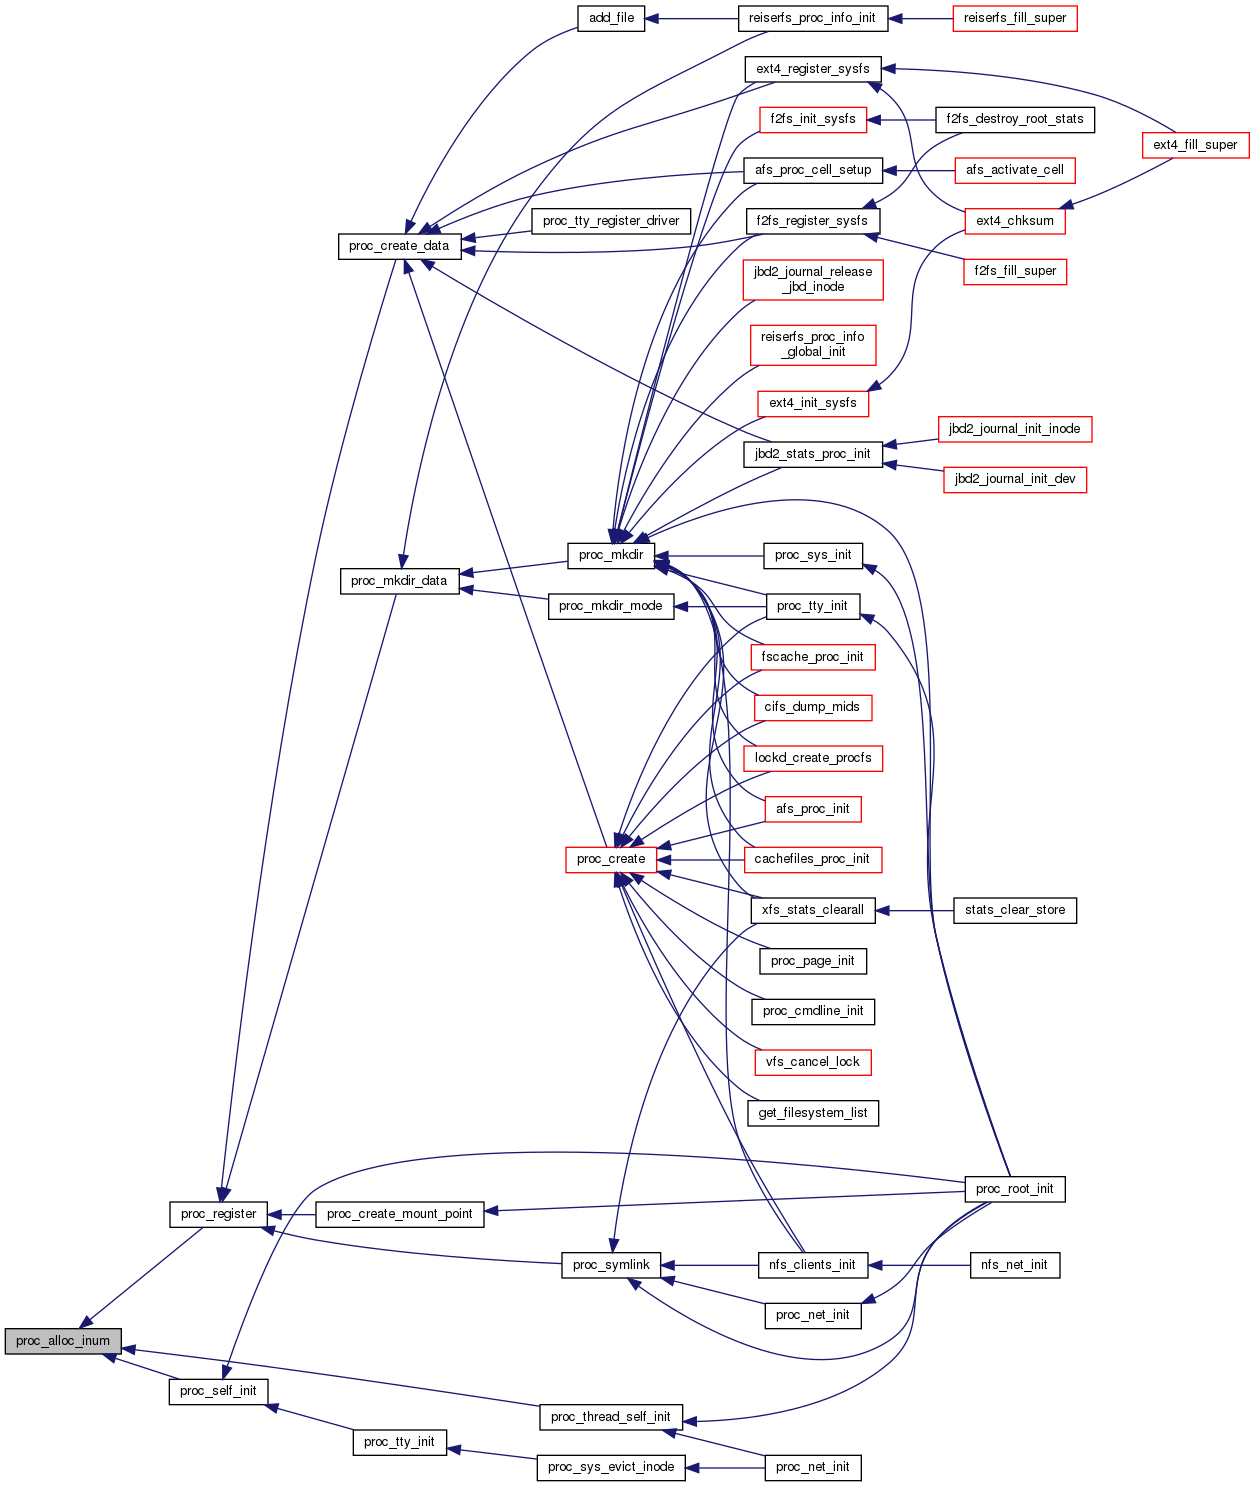 add_file
reiserfs_proc_info_init
reiserfs_fill_super
ext4_register_sysfs
f2fs_init_sysfs
f2fs_destroy_root_stats
ext4_fill_super
afs_proc_cell_setup
afs_activate_cell
proc_tty_register_driver
f2fs_register_sysfs
ext4_chksum
proc_create_data
jbd2_journal_release
_jbd_inode
f2fs_fill_super
reiserfs_proc_info
_global_init
ext4_init_sysfs
jbd2_journal_init_inode
jbd2_stats_proc_init
jbd2_journal_init_dev
proc_mkdir
proc_sys_init
proc_mkdir_data
proc_mkdir_mode
proc_tty_init
fscache_proc_init
cifs_dump_mids
lockd_create_procfs
afs_proc_init
proc_create
cachefiles_proc_init
xfs_stats_clearall
stats_clear_store
proc_page_init
proc_cmdline_init
vfs_cancel_lock
get_filesystem_list
proc_root_init
proc_register
proc_create_mount_point
proc_symlink
nfs_clients_init
nfs_net_init
proc_net_init
proc_alloc_inum
proc_self_init
proc_thread_self_init
proc_tty_init
proc_sys_evict_inode
proc_net_init